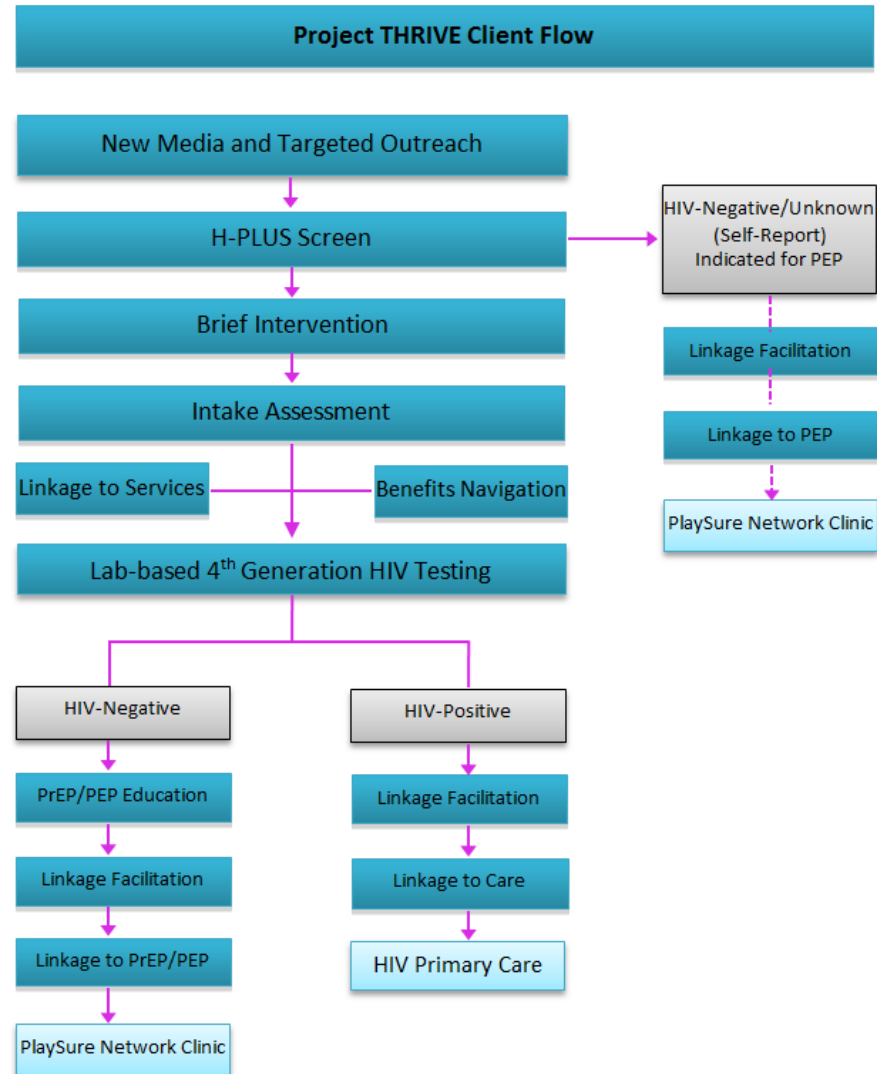 Project THRIVE Client Flow
New Media and Targeted Outreach
H-PLUS Screen
HIV-Negative/Unknown
(Self-Report)
Indicated for PEP
Brief Intervention
Linkage Facilitation
Intake Assessment
Linkage to PEP
Linkage to Services
Benefits Navigation
PlaySure Network Clinic
Lab-based 4th Generation HIV Testing
HIV-Negative
HIV-Positive
PrEP/PEP Education
Linkage Facilitation
Linkage Facilitation
Linkage to Care
Linkage to PrEP/PEP
HIV Primary Care
PlaySure Network Clinic